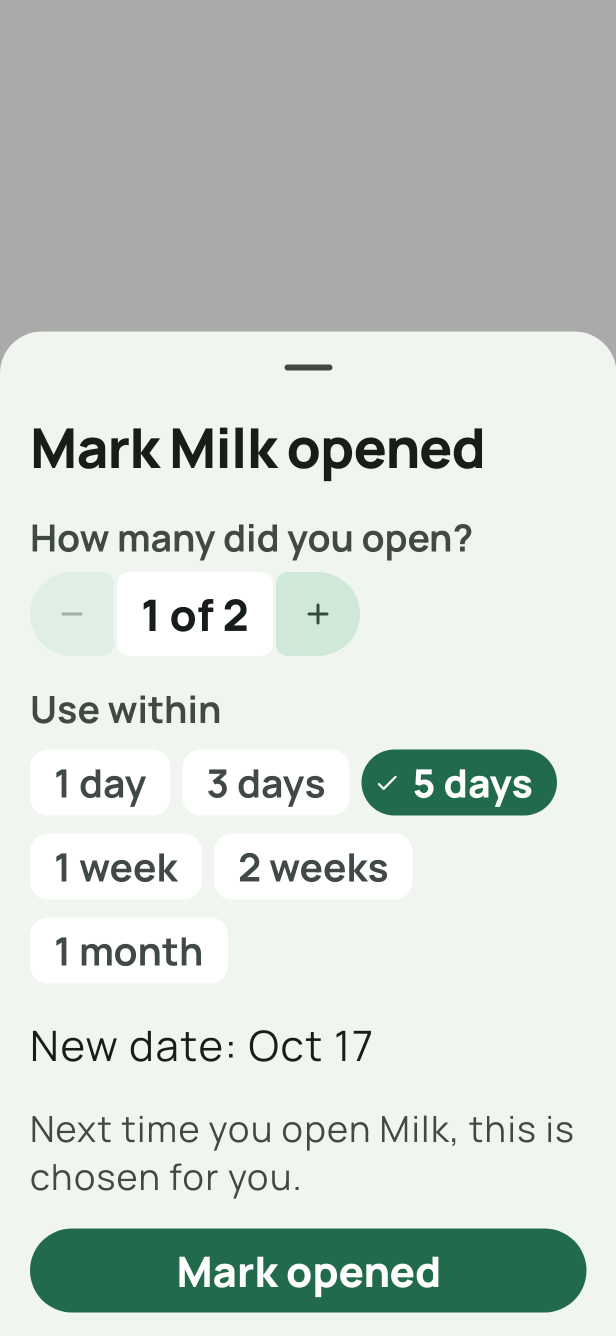 Mark Milk opened
How many did you open?
− 1 of 2 +
Use within
1 day 3 days ✓ 5 days
1 week 2 weeks
1 month
New date: Oct 17
Next time you open Milk, this is
chosen for you.
Mark opened